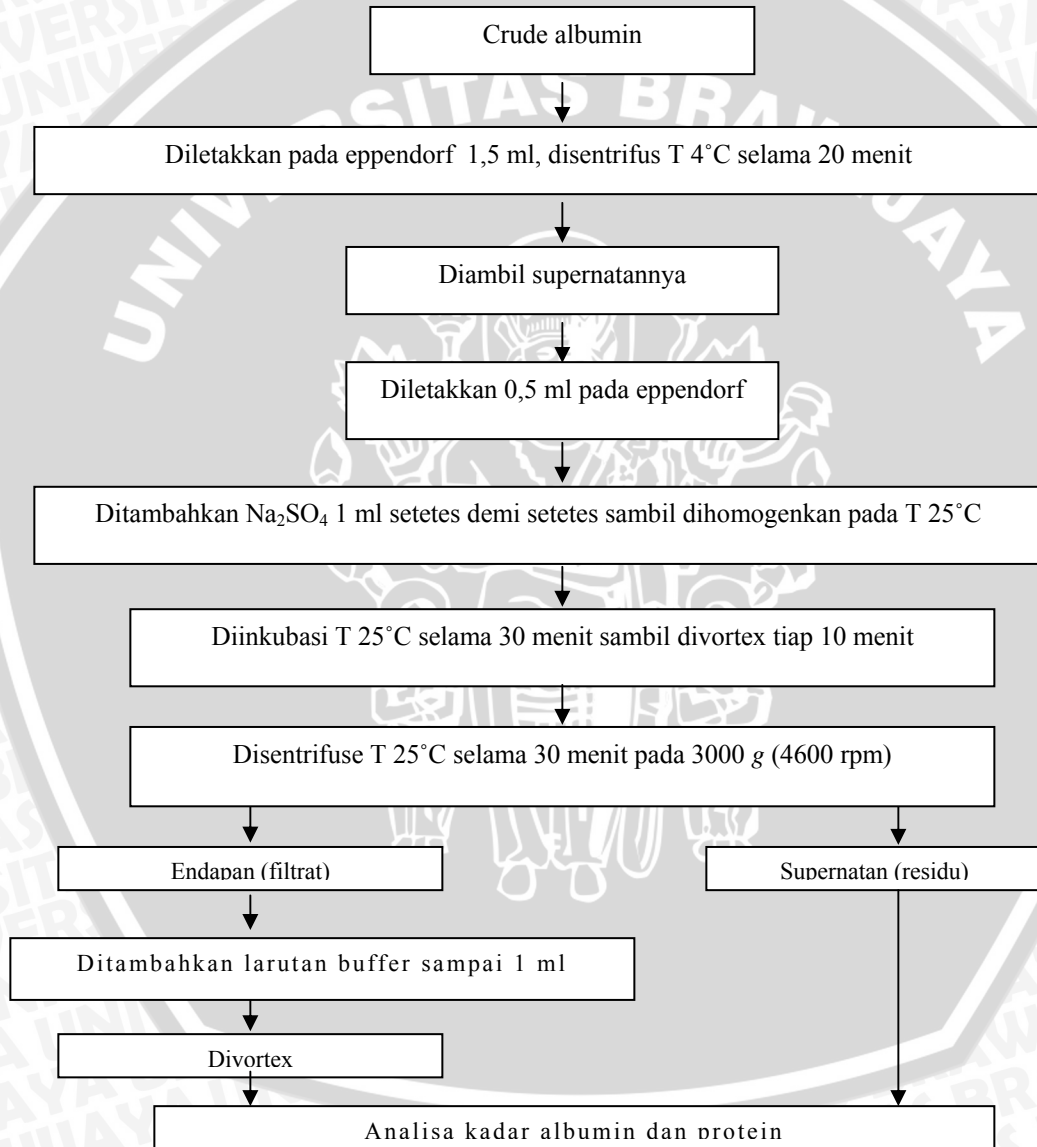 Crude albumin
UNIVERSITAS BRAWIJAYA
Diletakkan pada eppendorf 1,5 ml, disentrifus T 4˚C selama 20 menit
Diambil supernatannya
Diletakkan 0,5 ml pada eppendorf
Ditambahkan Na₂SO₄ 1 ml setetes demi setetes sambil dihomogenkan pada T 25˚C
Diinkubasi T 25˚C selama 30 menit sambil divortex tiap 10 menit
Disentrifuse T 25˚C selama 30 menit pada 3000 g (4600 rpm)
Endapan (filtrat)
Supernatan (residu)
Ditambahkan larutan buffer sampai 1 ml
Divortex
Analisa kadar albumin dan protein